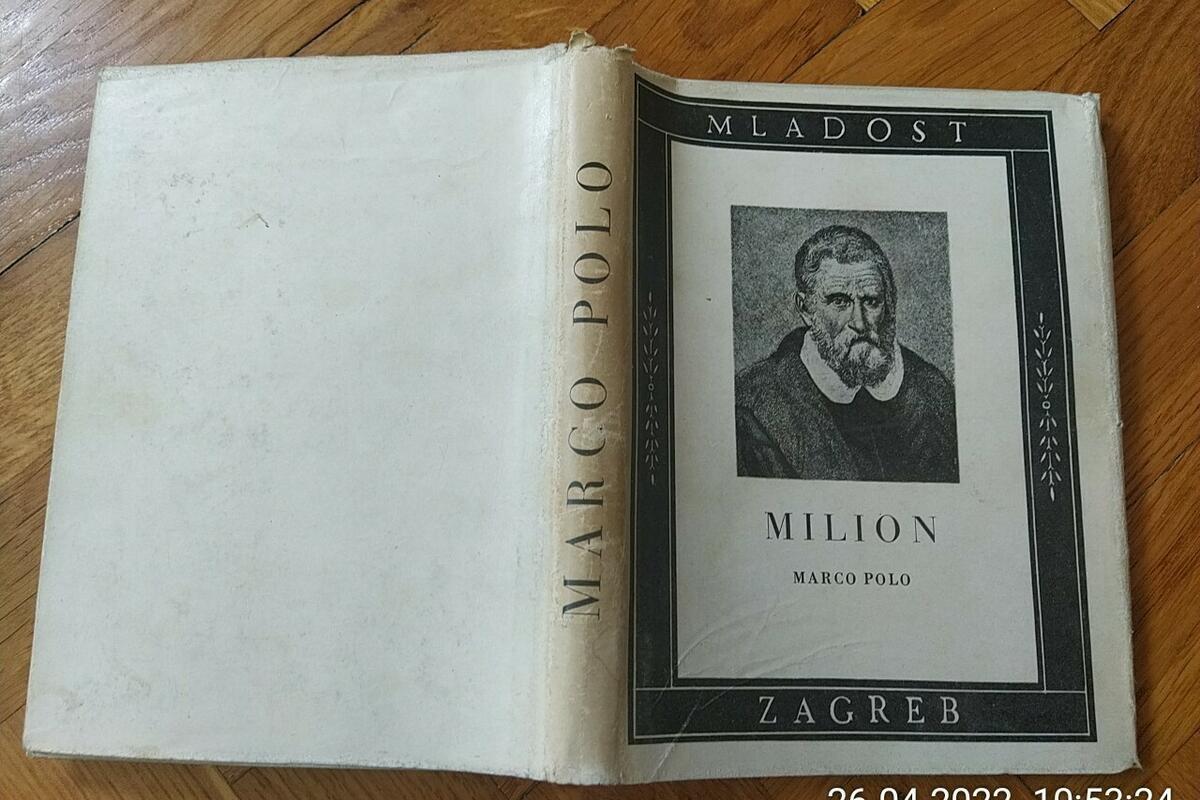 MARCO POLO
MLADOST
MILION
MARCO POLO
ZAGREB